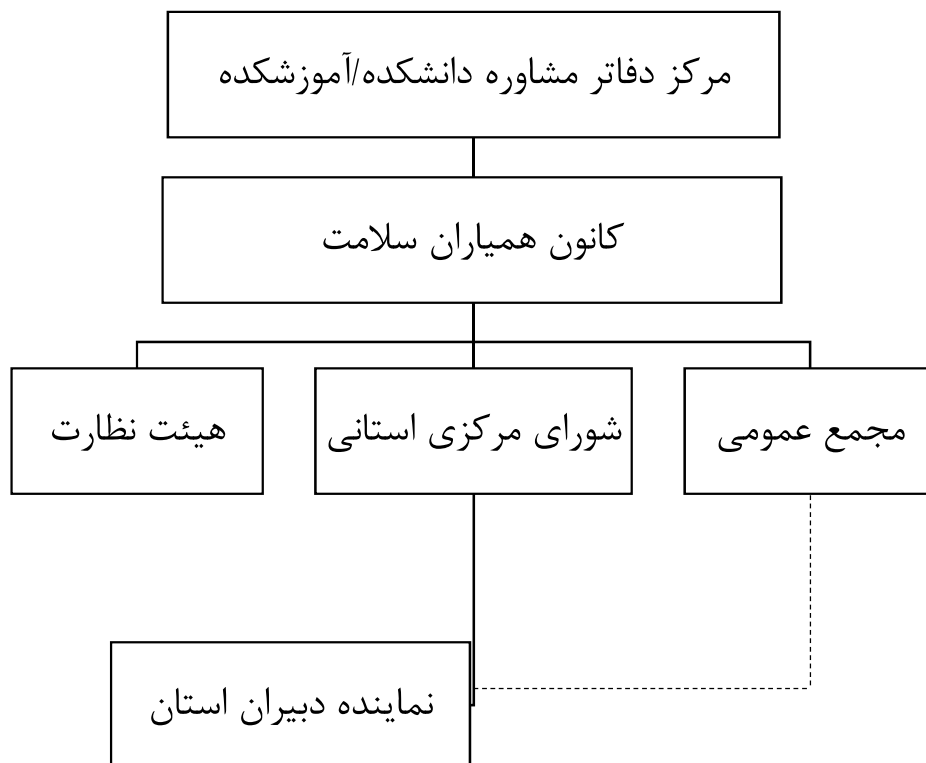 مرکز دفاتر مشاوره دانشکده/آموزشکده
کانون همیاران سلامت
مجمع عمومی
شورای مرکزی استانی
هیئت نظارت
نماینده دبیران استان